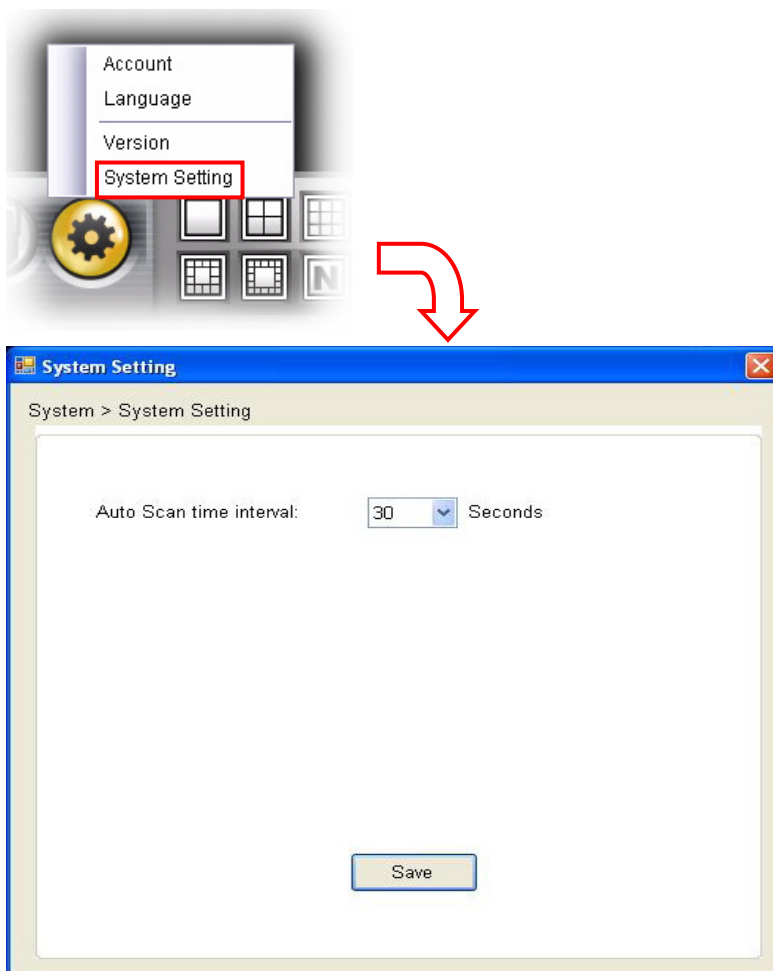 Account
Language
Version
System Setting
N
System Setting
System > System Setting
Auto Scan time interval: 30 Seconds
Save